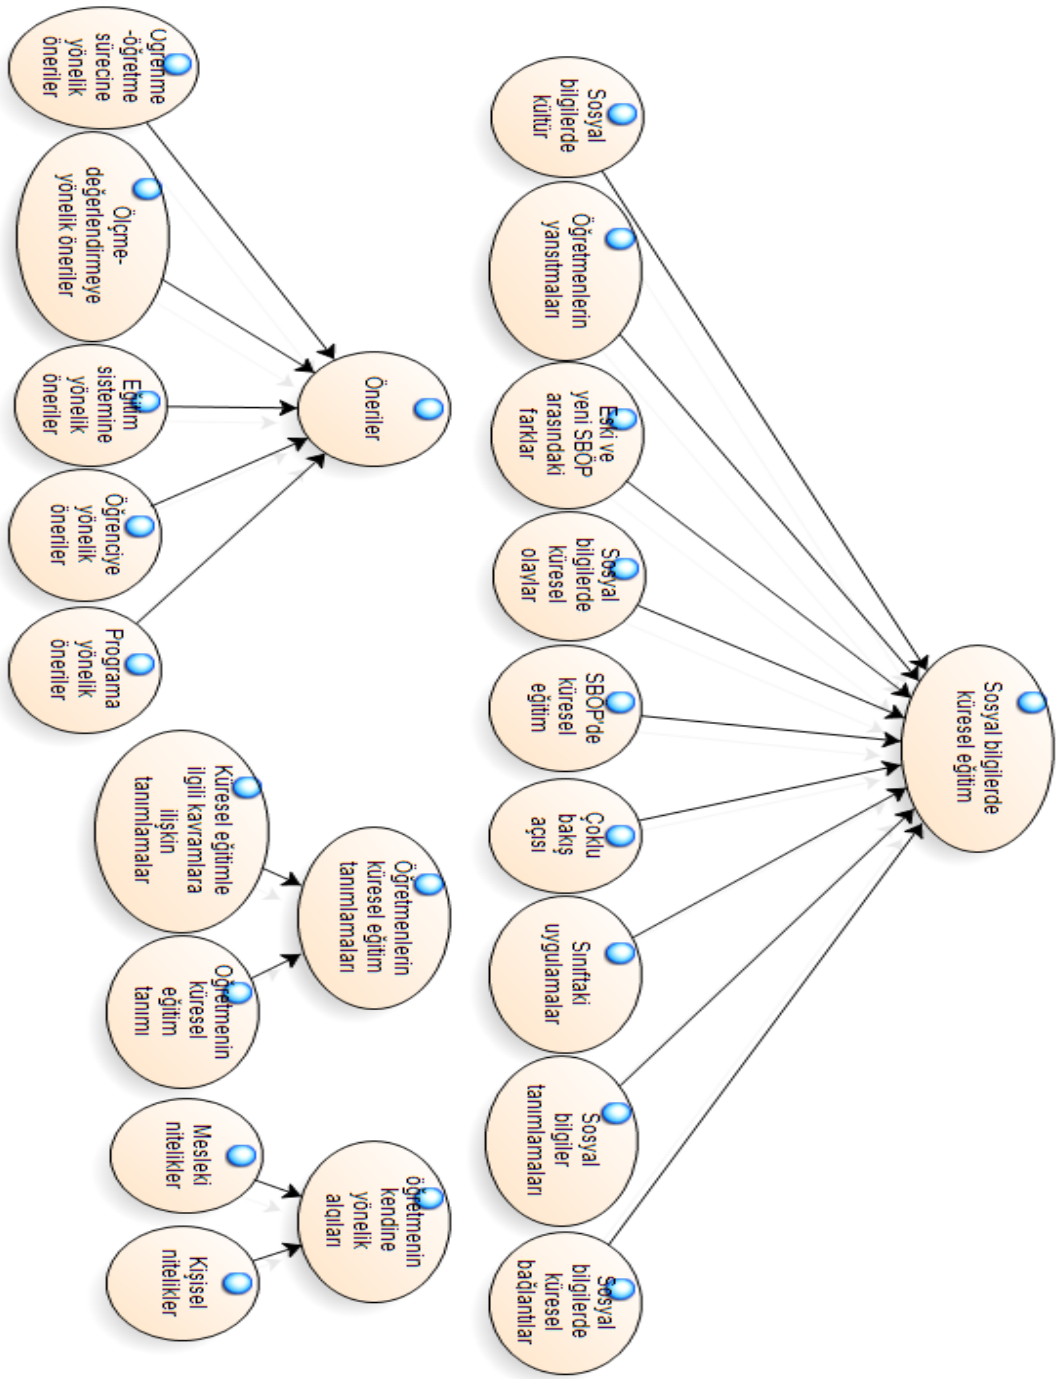 Sosyal bilgilerde
küresel eğitim
Sosyal
bilgilerde
kültür
Öğretmenlerin
yansıtmaları
Eski ve
yeni SBÖP
arasındaki
farklar
Sosyal
bilgilerde
küresel
olaylar
SBÖP'de
küresel
eğitim
Çoklu
bakış
açısı
Sınıftaki
uygulamalar
Sosyal
bilgiler
tanımlamaları
Sosyal
bilgilerde
küresel
bağlantılar
Öneriler
Öğrenme
-öğretme
sürecine
yönelik
öneriler
Ölçme-
değerlendirmeye
yönelik öneriler
Eğitim
sistemine
yönelik
öneriler
Öğrenciye
yönelik
öneriler
Programa
yönelik
öneriler
Öğretmenlerin
küresel eğitim
tanımlamaları
Küresel eğitimle
ilgili kavramlara
ilişkin
tanımlamalar
Öğretmenin
küresel
eğitim
tanımı
öğretmenin
kendine
yönelik
algıları
Mesleki
nitelikler
Kişisel
nitelikler